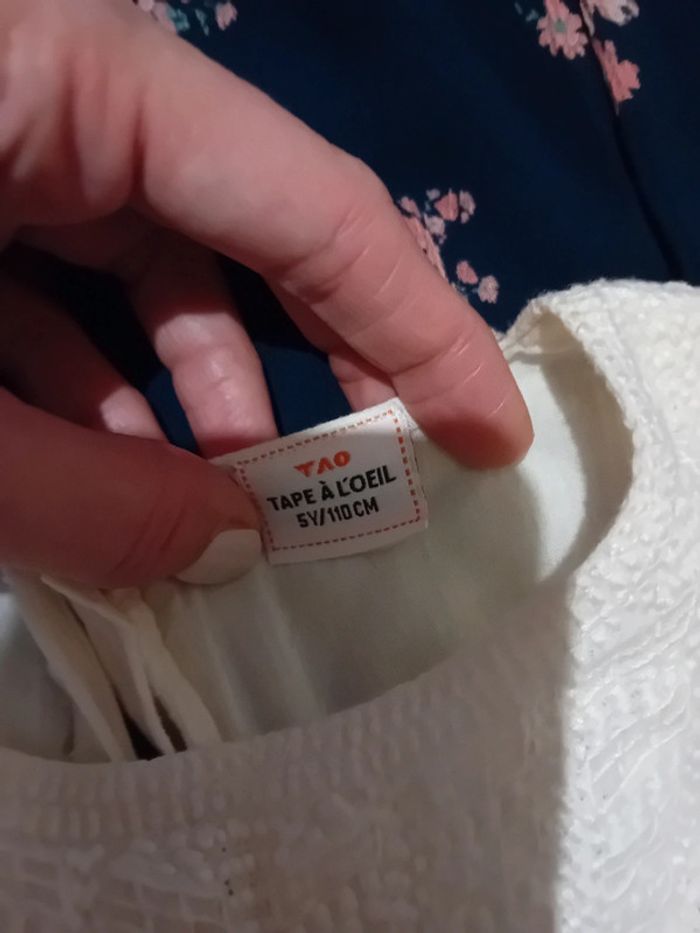 TAO
TAPE À L'OEIL
5Y/110CM